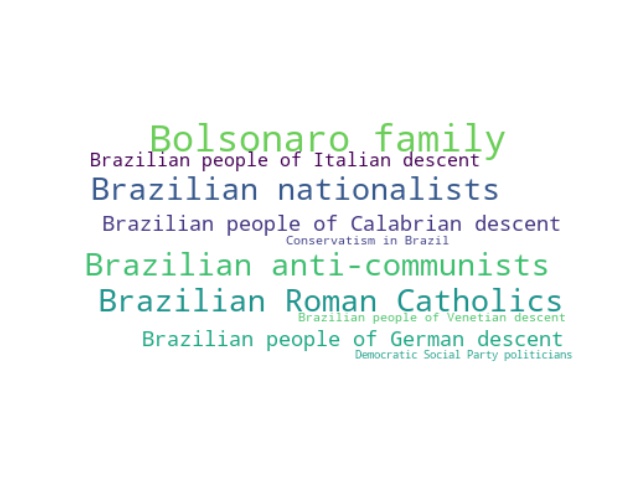 Bolsonaro family
Brazilian people of Italian descent
Brazilian nationalists
Brazilian people of Calabrian descent
Conservatism in Brazil
Brazilian anti-communists
Brazilian Roman Catholics
Brazilian people of Venetian descent
Brazilian people of German descent
Democratic Social Party politicians